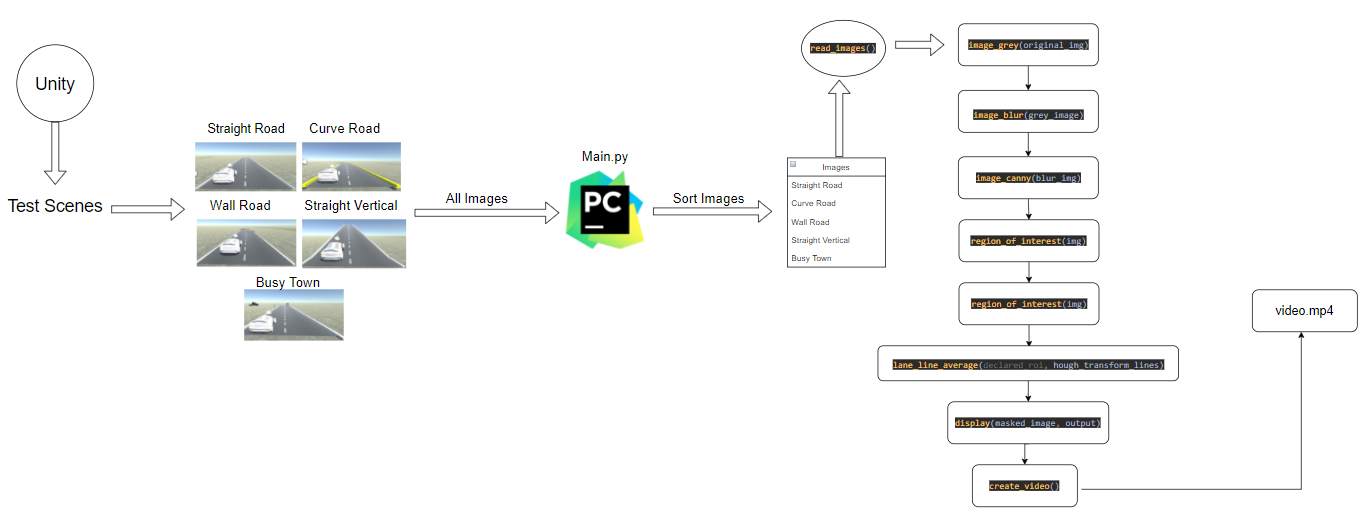 Unity
Test Scenes
Straight Road
Curve Road
Wall Road
Straight Vertical
Busy Town
All Images
Main.py
PC
Sort Images
Images
Straight Road
Curve Road
Wall Road
Straight Vertical
Busy Town
read_images()
image_grey(original_img)
image_blur(grey_image)
image_canny(blur_img)
region_of_interest(img)
region_of_interest(img)
lane_line_average(declared_roi, hough_transform_lines)
display(masked_image, output)
create_video()
video.mp4